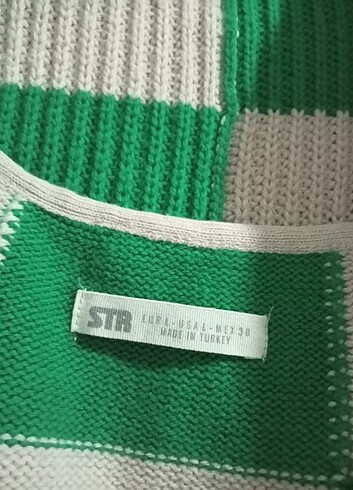 STR
EUR L - USA L - MEX 30
MADE IN TURKEY